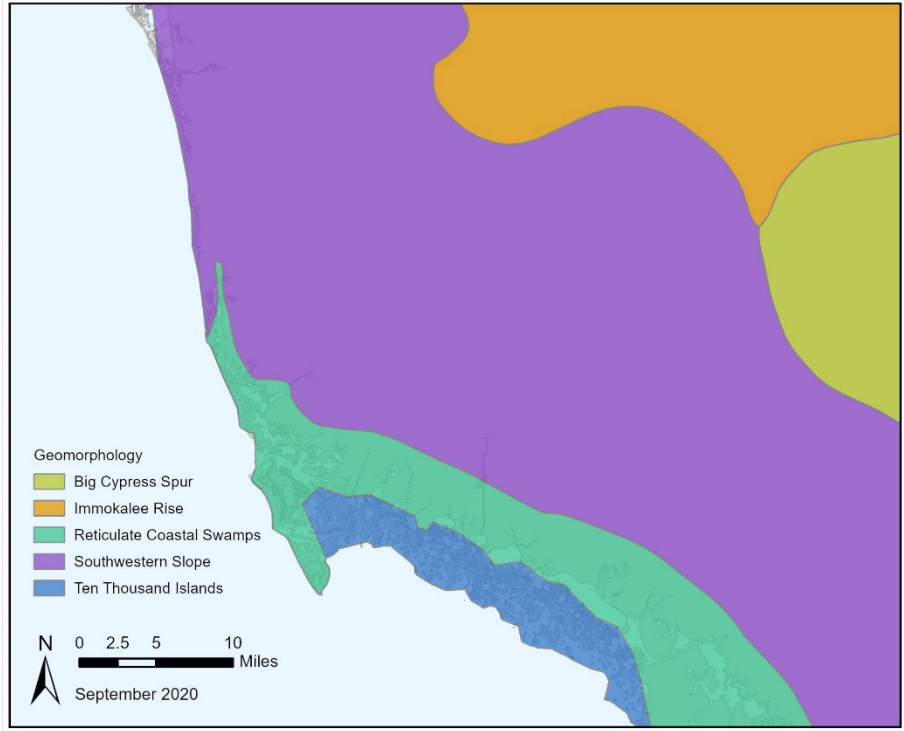 Geomorphology
Big Cypress Spur
Immokalee Rise
Reticulate Coastal Swamps
Southwestern Slope
Ten Thousand Islands
N 0 2.5 5 10
Miles
September 2020